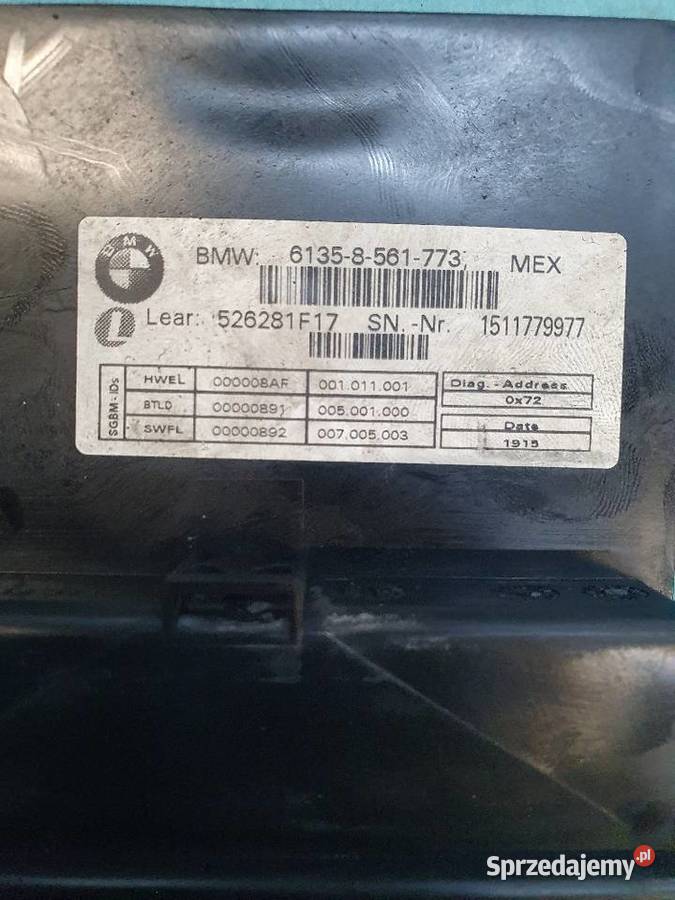 BMW
BMW: 6135-8-561-773, MEX
L Lear: 526281F17 SN.-Nr. 1511779977
SGBM-IDs
HWEL 000008AF 001.011.001
BTLD 00000891 005.001.000
SWFL 00000892 007.005.003
Diag.-Address
0x72
Date
1915
Sprzedajemy.pl